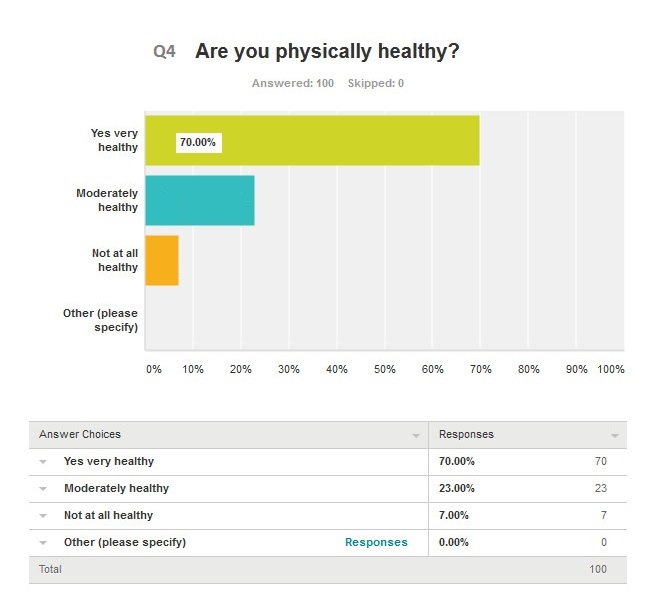 Q4 Are you physically healthy?
Answered: 100 Skipped: 0
Yes very
healthy
70.00%
Moderately
healthy
Not at all
healthy
Other (please
specify)
0% 10% 20% 30% 40% 50% 60% 70% 80% 90% 100%
Answer Choices Responses
Yes very healthy 70.00% 70
Moderately healthy 23.00% 23
Not at all healthy 7.00% 7
Other (please specify) Responses 0.00% 0
Total 100